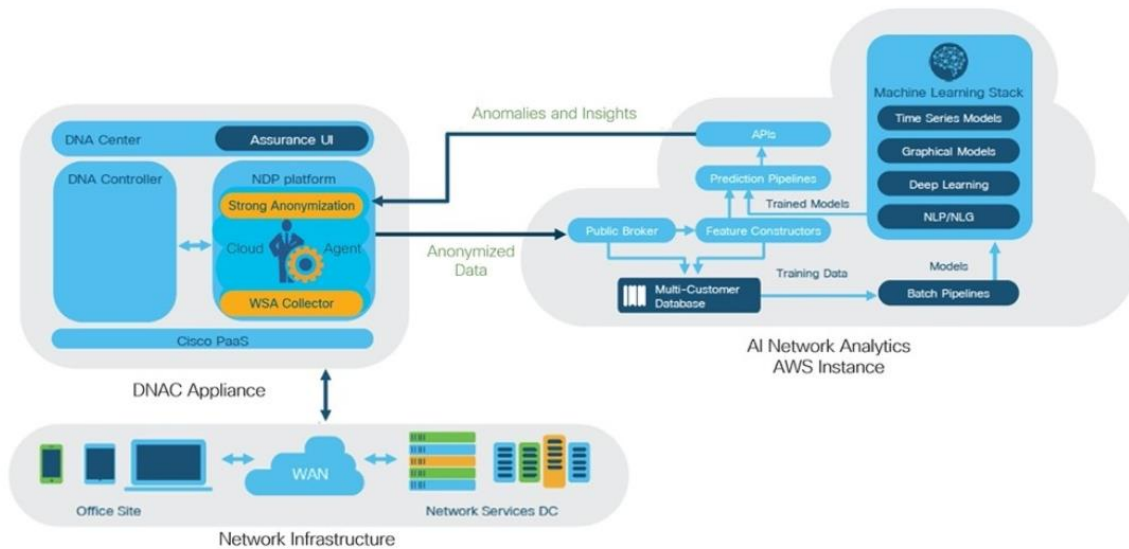 Machine Learning Stack
Time Series Models
Graphical Models
Deep Learning
NLP/NLG
Anomalies and Insights
APIs
Prediction Pipelines
Trained Models
DNA Center
Assurance UI
DNA Controller
NDP platform
Strong Anonymization
Cloud
Agent
WSA Collector
Cisco PaaS
DNAC Appliance
Anonymized
Data
Public Broker
Feature Constructors
Multi-Customer
Database
Training Data
Models
Batch Pipelines
AI Network Analytics
AWS Instance
WAN
Office Site
Network Services DC
Network Infrastructure